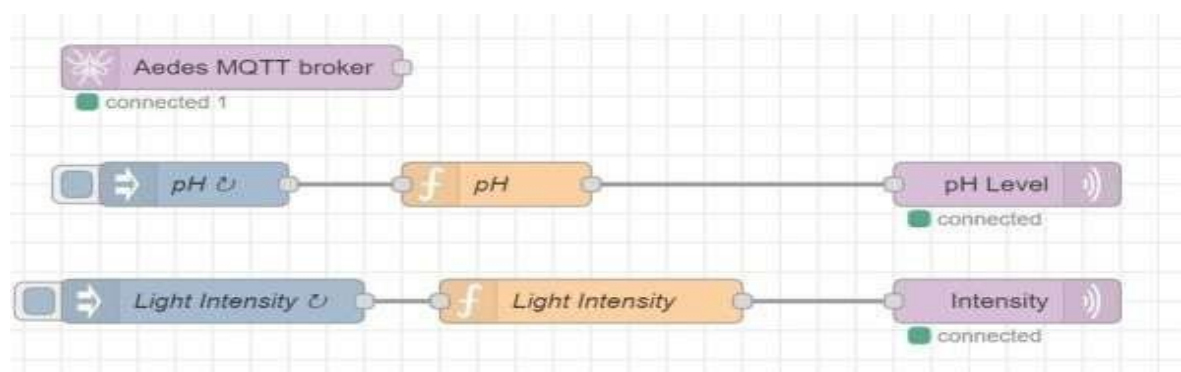 Aedes MQTT broker
connected 1
pH ↻ pH pH Level
connected
Light Intensity ↻ Light Intensity Intensity
connected